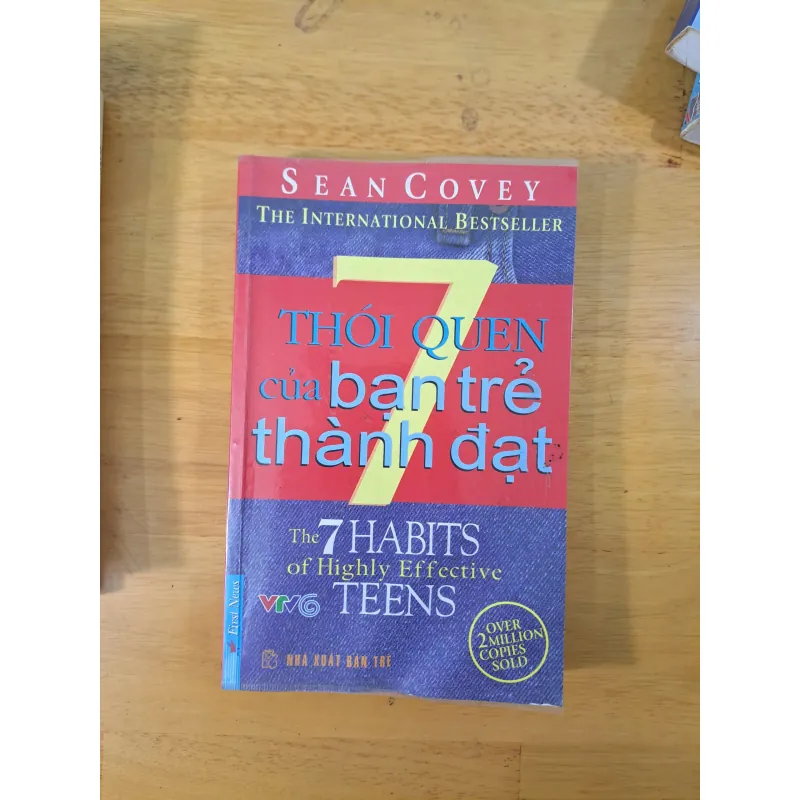 SEAN COVEY
THE INTERNATIONAL BESTSELLER
7
THÓI QUEN
của bạn trẻ
thành đạt
The 7 HABITS
of Highly Effective
TEENS
First News
VTV6
OVER
2 MILLION
COPIES
SOLD
NHÀ XUẤT BẢN TRẺ